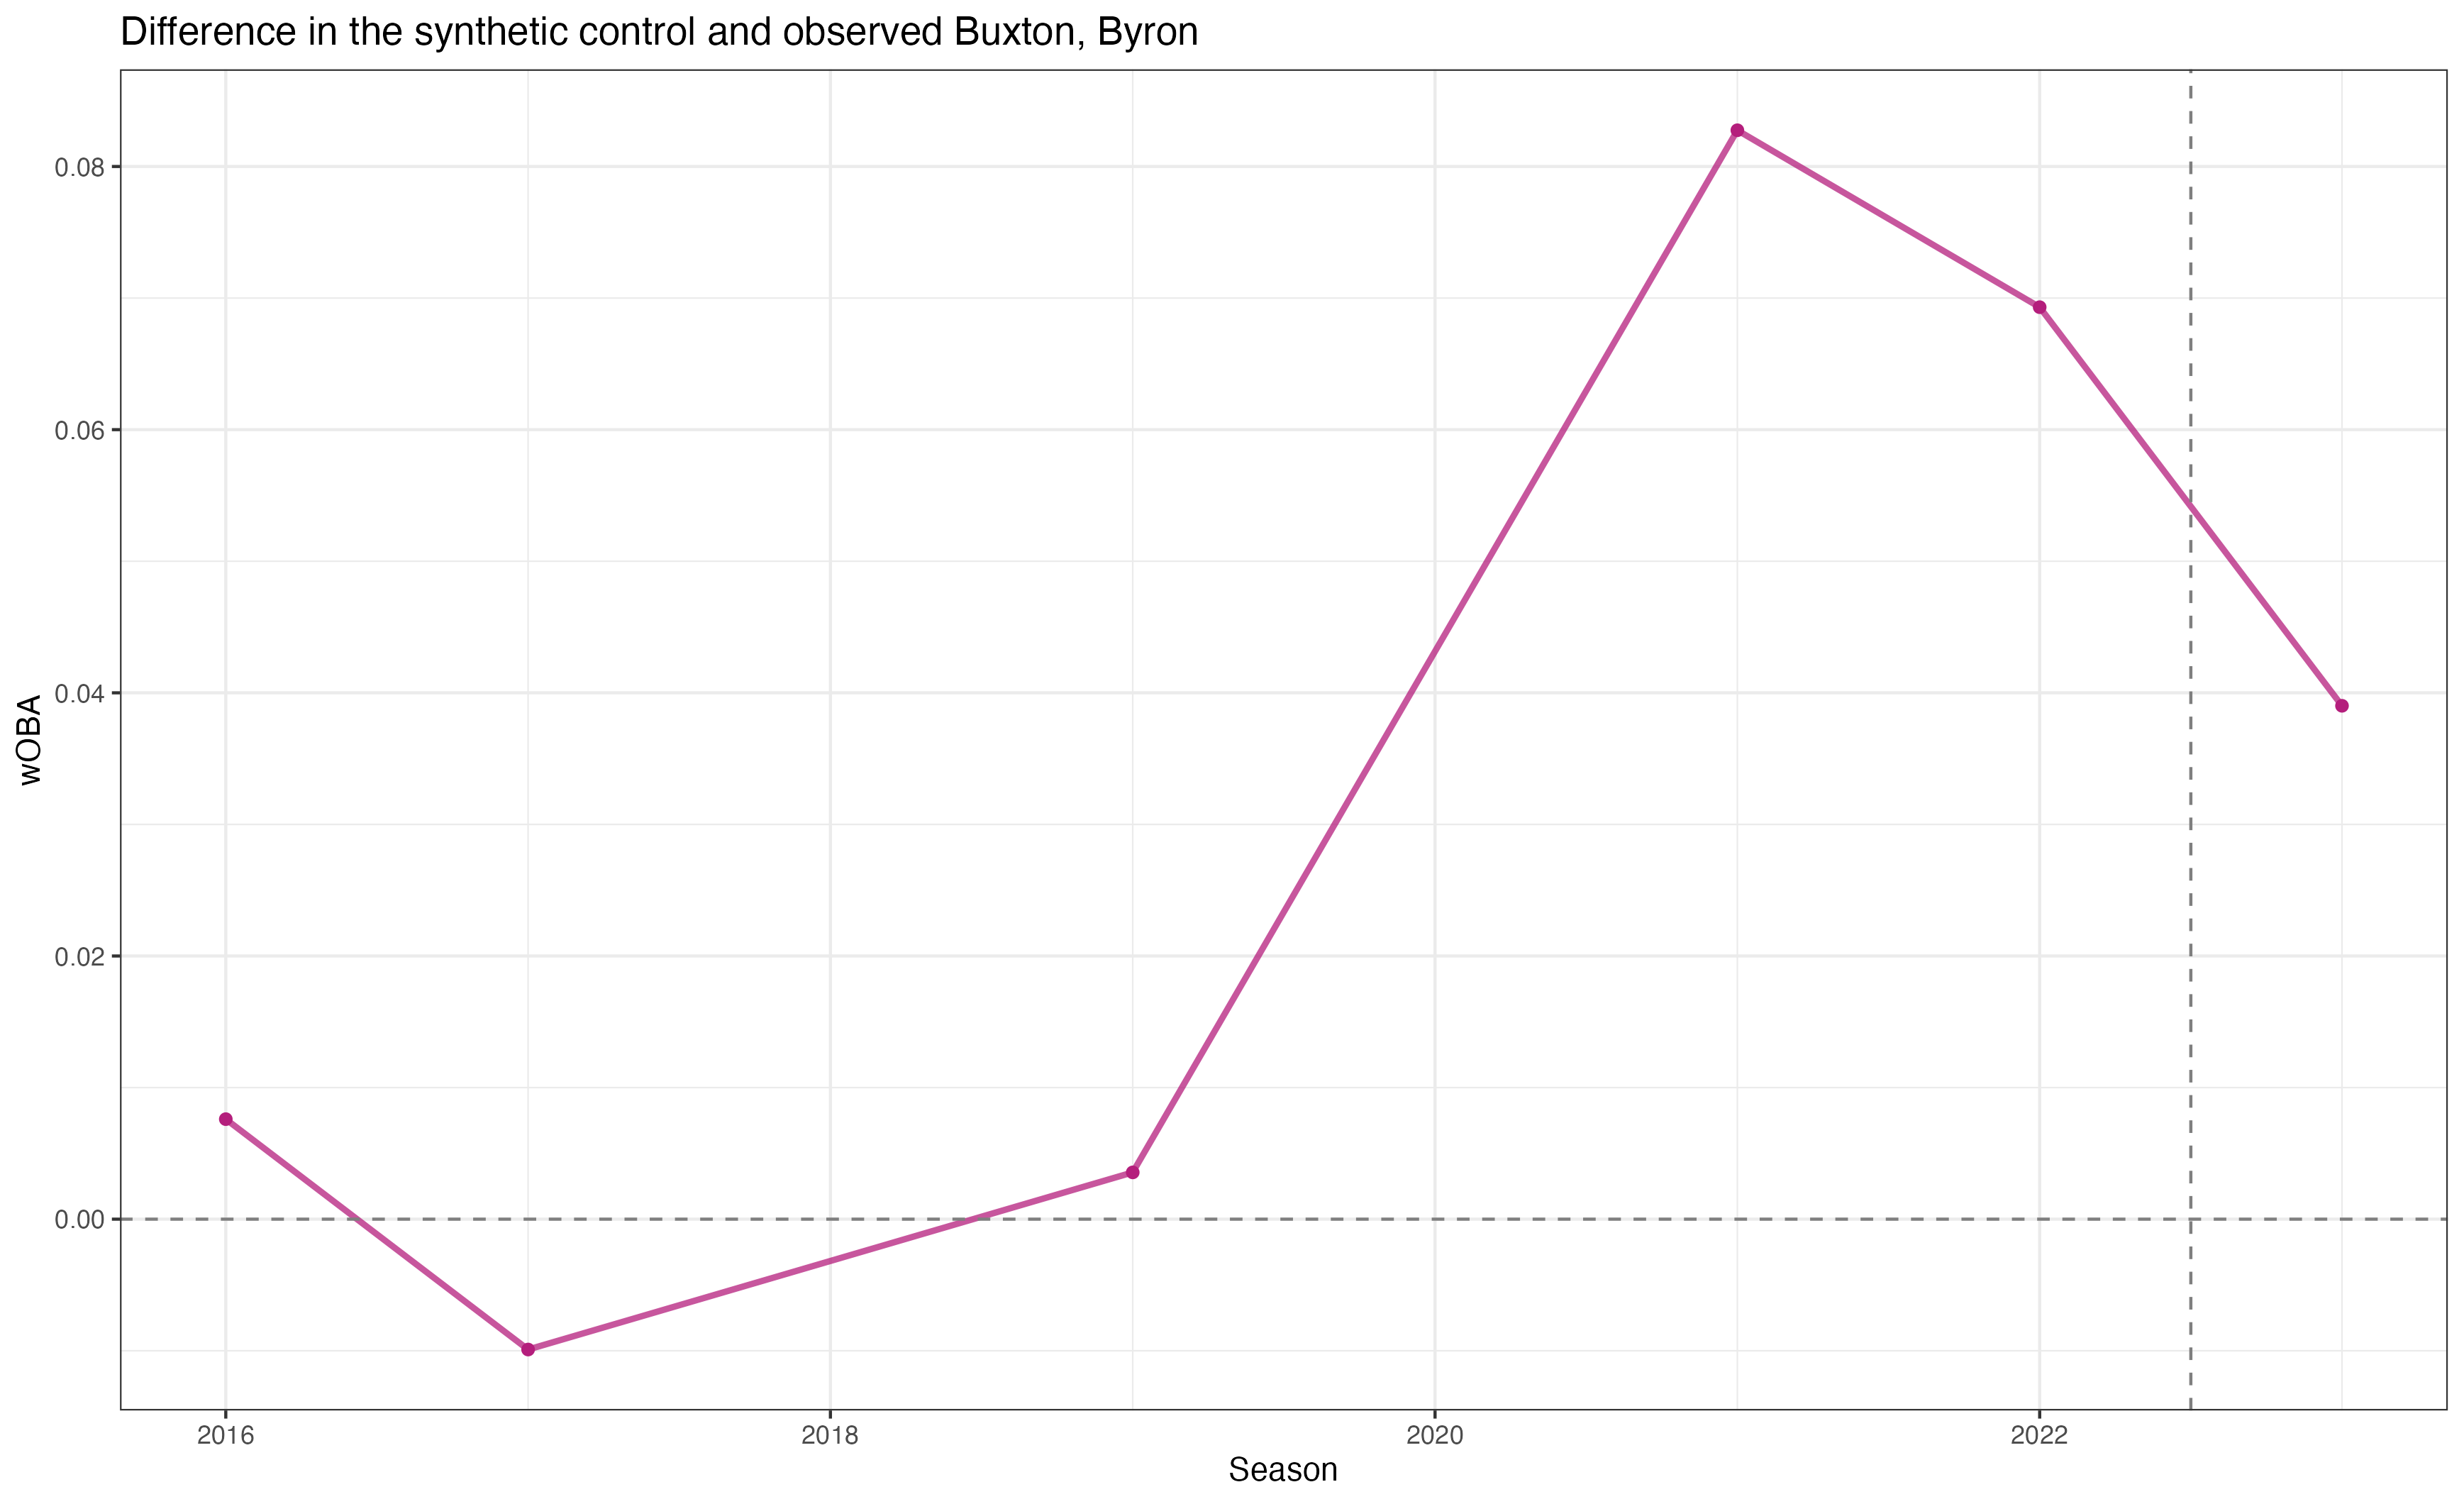 Difference in the synthetic control and observed Buxton, Byron
wOBA
0.08
0.06
0.04
0.02
0.00
2016 2018 2020 2022
Season